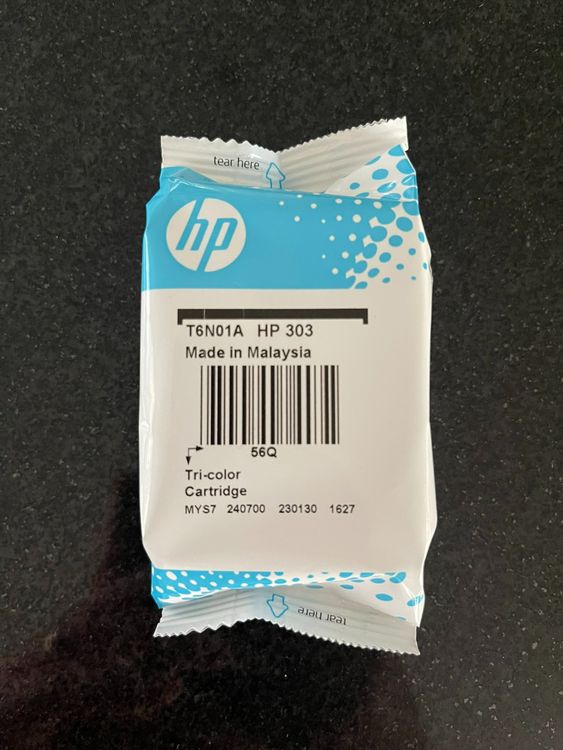 tear here
hp
T6N01A HP 303
Made in Malaysia
56Q
Tri-color
Cartridge
MYS7 240700 230130 1627
tear here